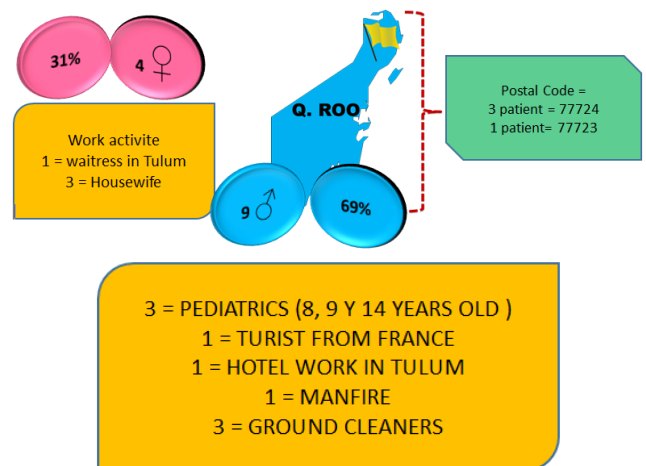 31%
4 ♀
Work activite
1 = waitress in Tulum
3 = Housewife
Q. ROO
9 ♂
69%
Postal Code =
3 patient = 77724
1 patient= 77723
3 = PEDIATRICS (8, 9 Y 14 YEARS OLD )
1 = TURIST FROM FRANCE
1 = HOTEL WORK IN TULUM
1 = MANFIRE
3 = GROUND CLEANERS